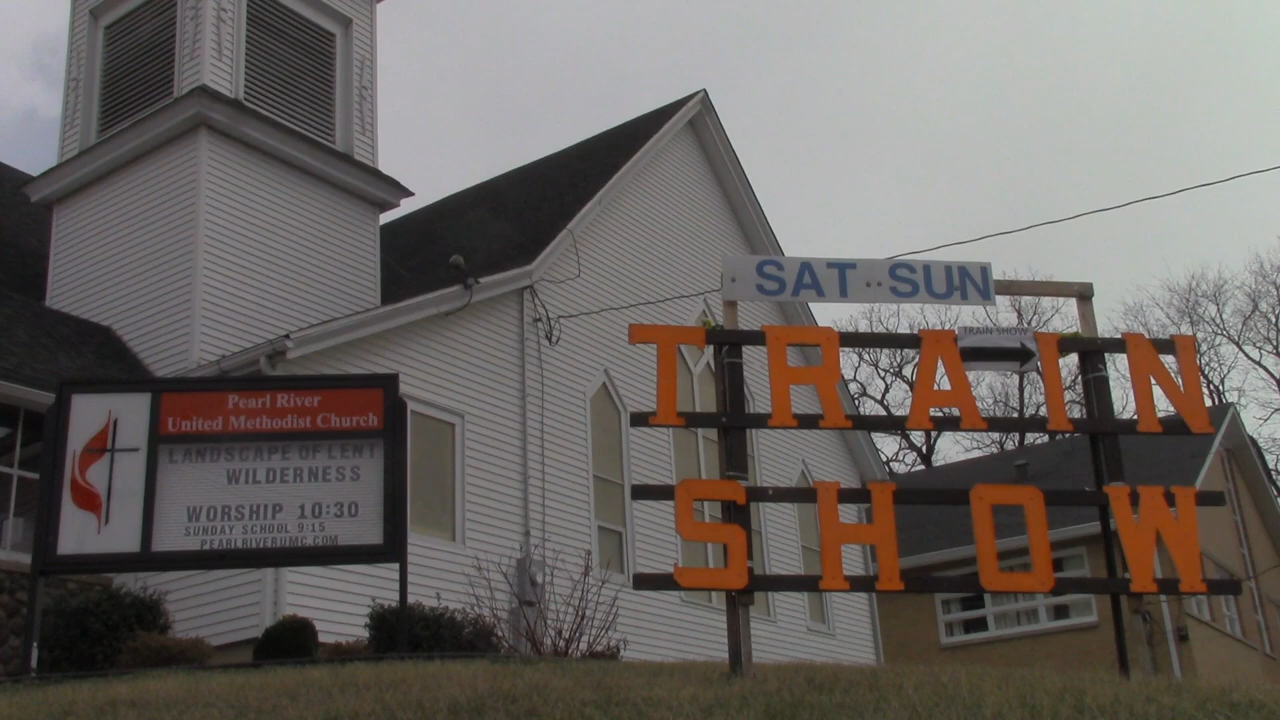 Pearl River
United Methodist Church
LANDSCAPE OF LENT
WILDERNESS
WORSHIP 10:30
SUNDAY SCHOOL 9:15
PEARLRIVERUMC.COM
SAT··SUN
TRAIN SHOW
TRAIN
SHOW